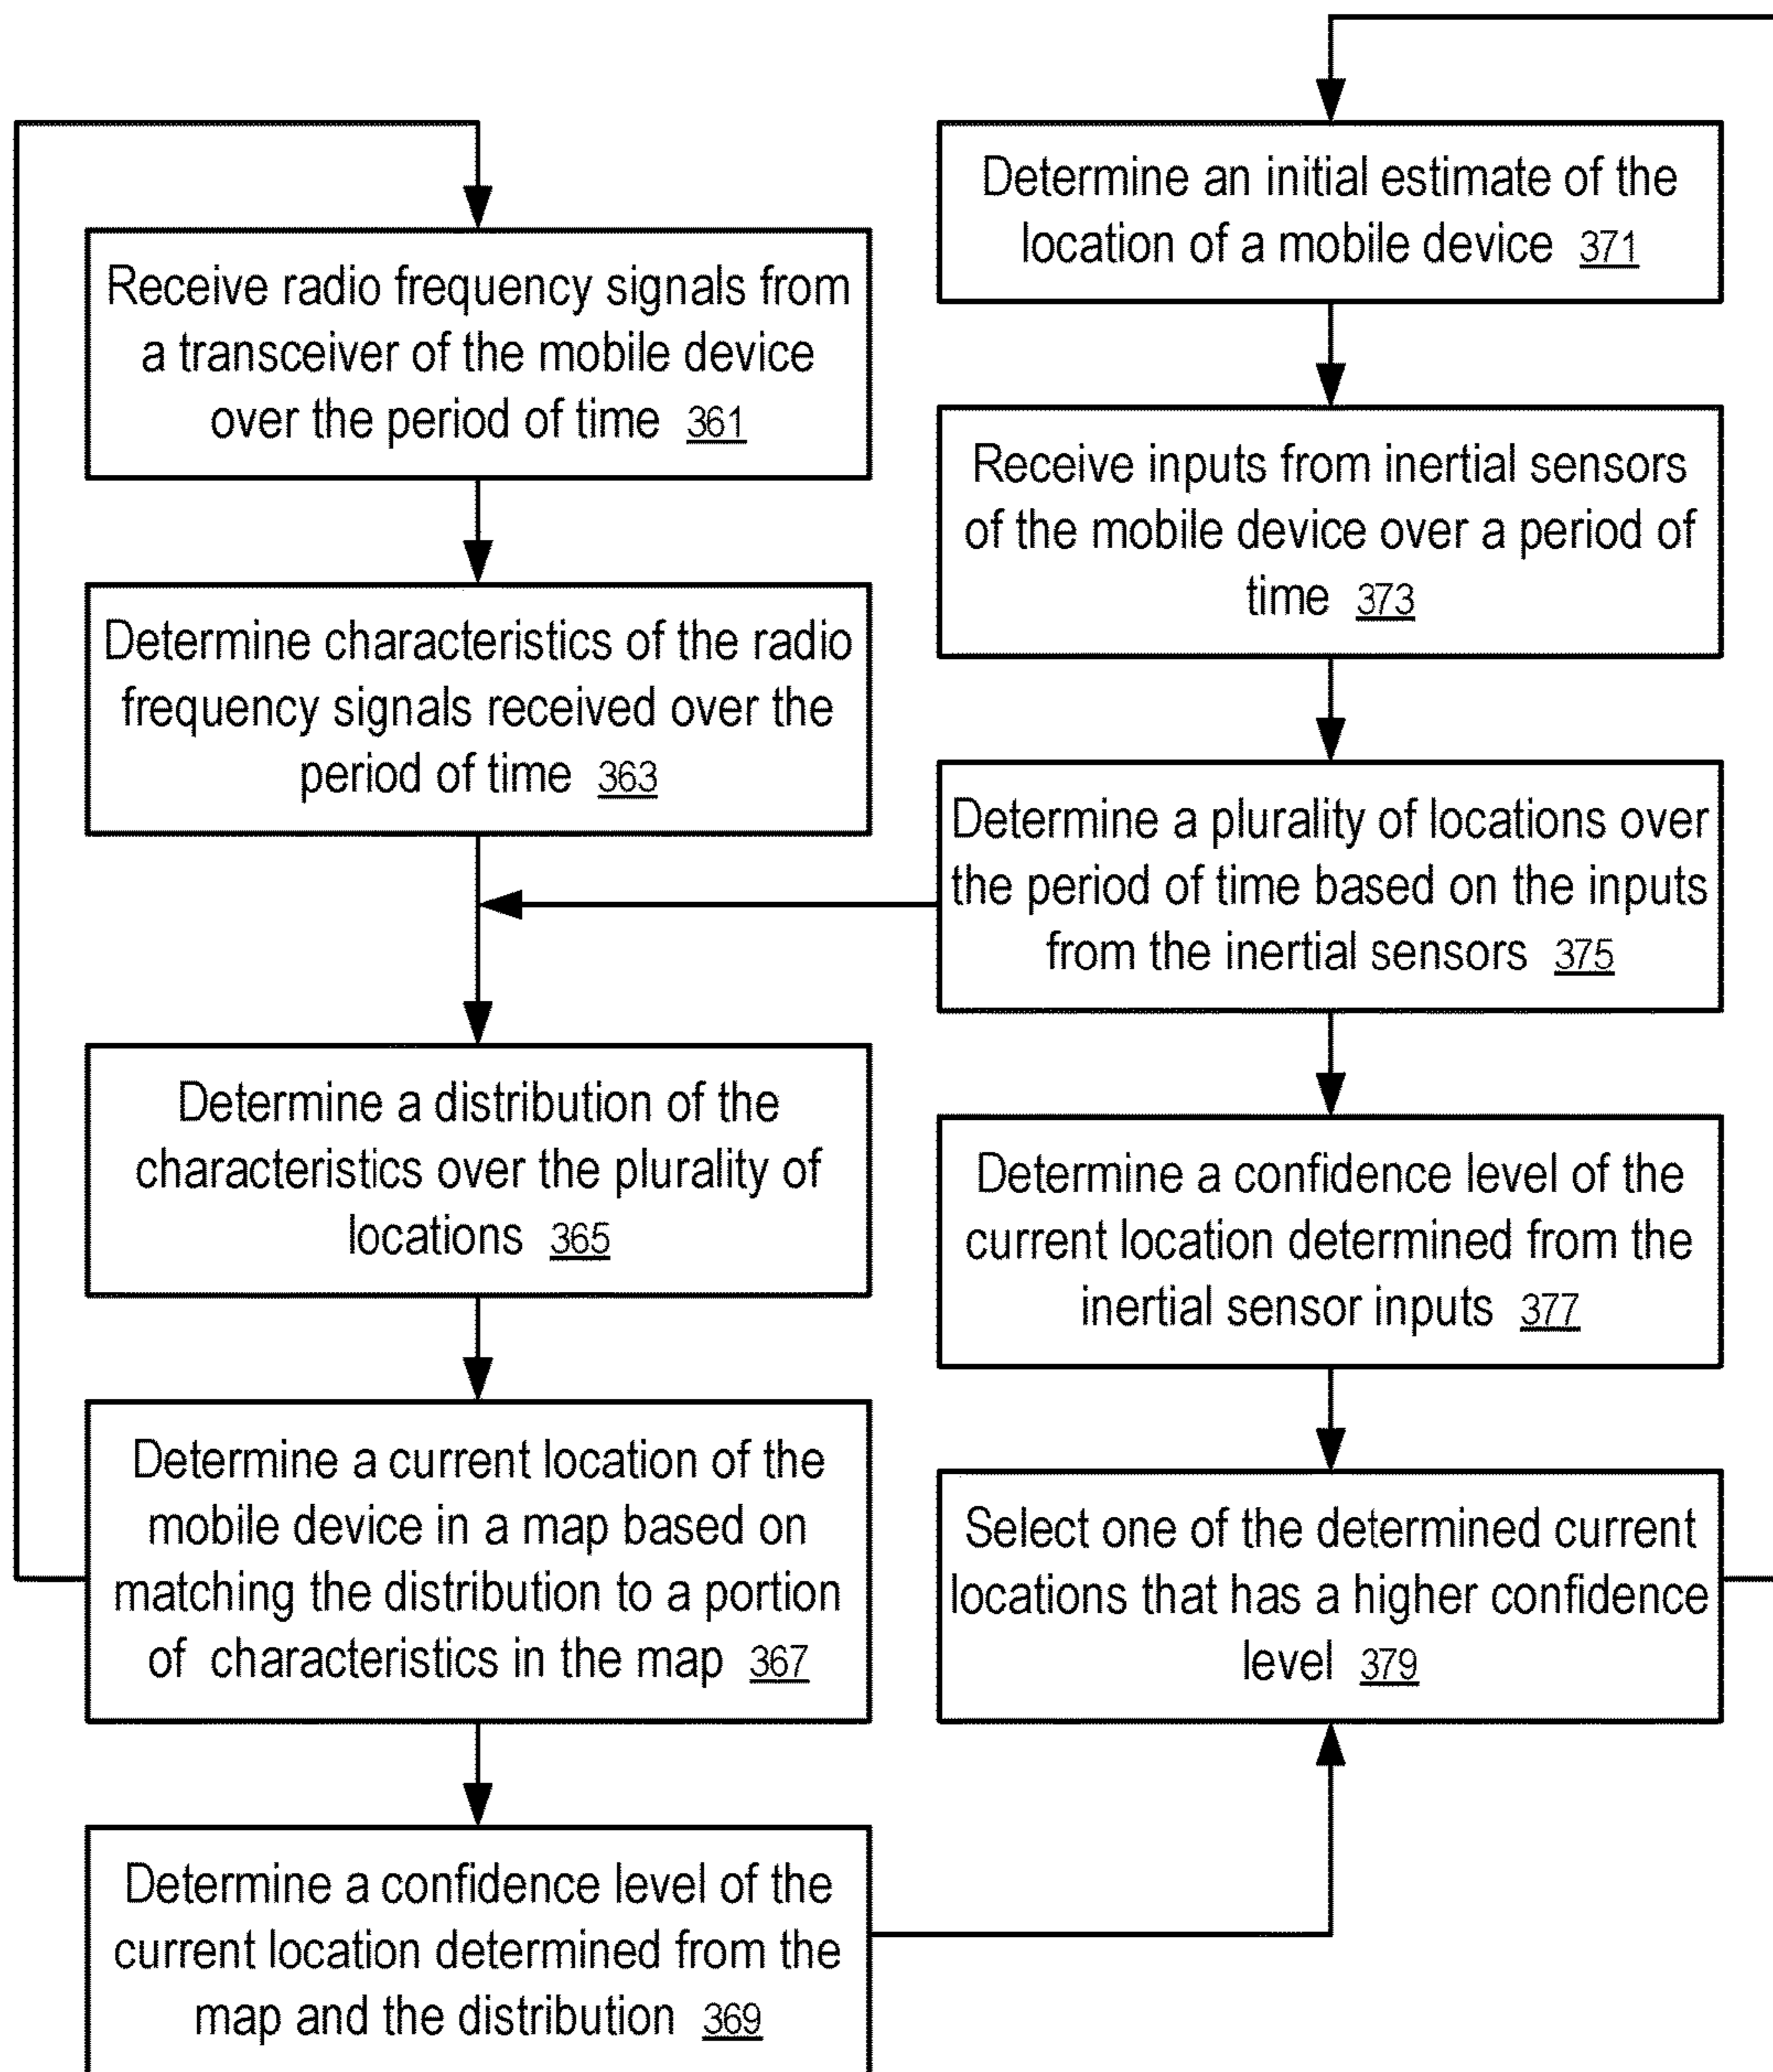 Receive radio frequency signals from
a transceiver of the mobile device
over the period of time 361
Determine characteristics of the radio
frequency signals received over the
period of time 363
Determine a distribution of the
characteristics over the plurality of
locations 365
Determine a current location of the
mobile device in a map based on
matching the distribution to a portion
of characteristics in the map 367
Determine a confidence level of the
current location determined from the
map and the distribution 369
Determine an initial estimate of the
location of a mobile device 371
Receive inputs from inertial sensors
of the mobile device over a period of
time 373
Determine a plurality of locations over
the period of time based on the inputs
from the inertial sensors 375
Determine a confidence level of the
current location determined from the
inertial sensor inputs 377
Select one of the determined current
locations that has a higher confidence
level 379